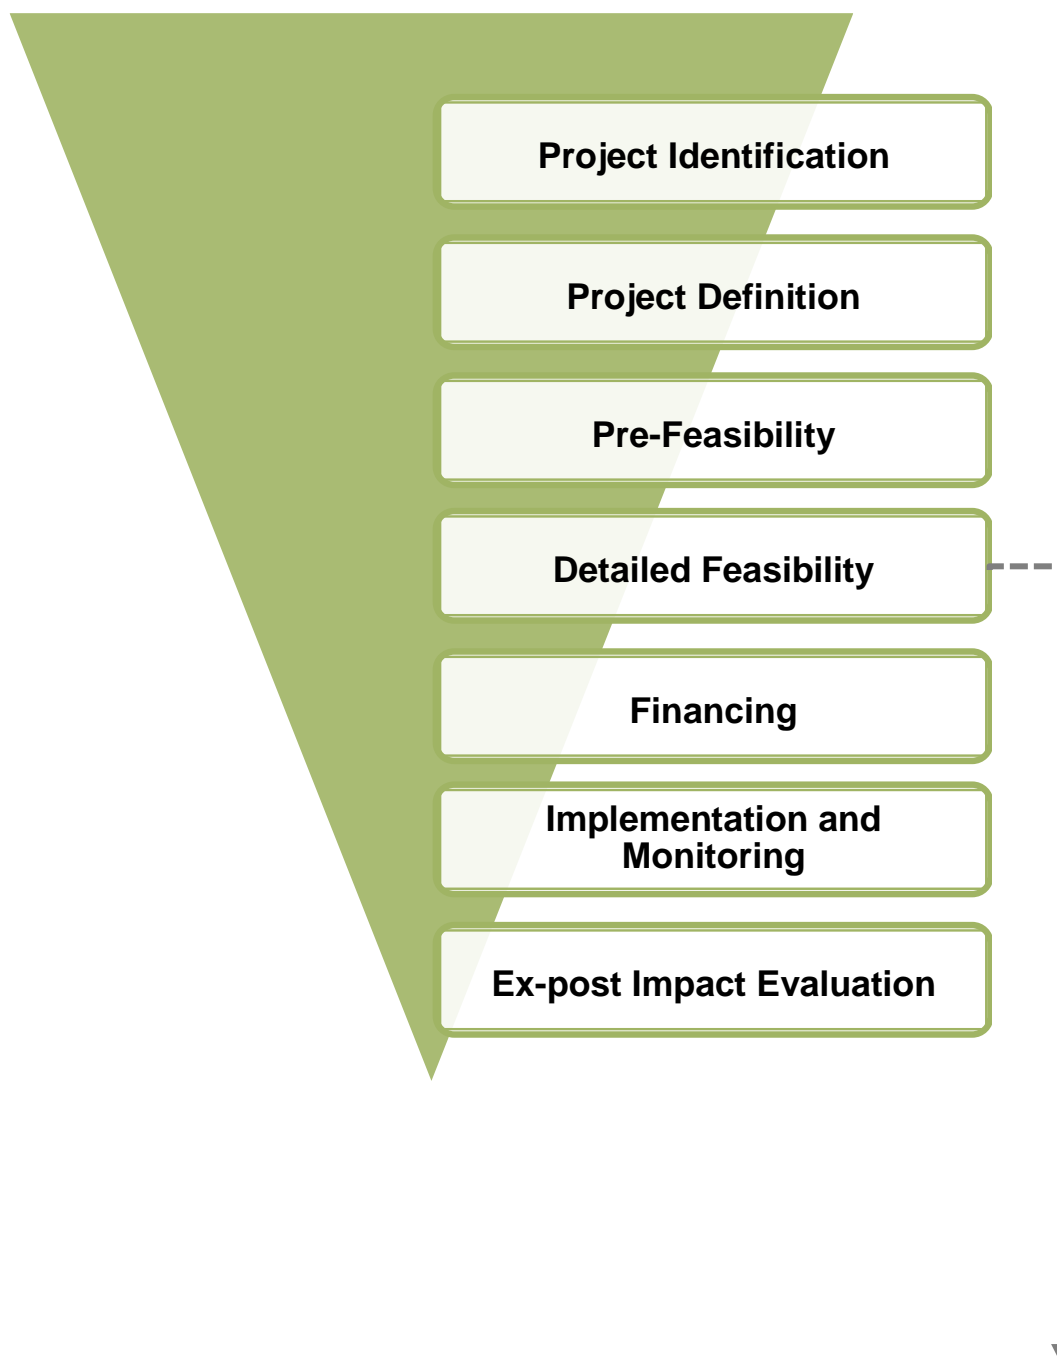 Project Identification
Project Definition
Pre-Feasibility
Detailed Feasibility
Financing
Implementation and
Monitoring
Ex-post Impact Evaluation